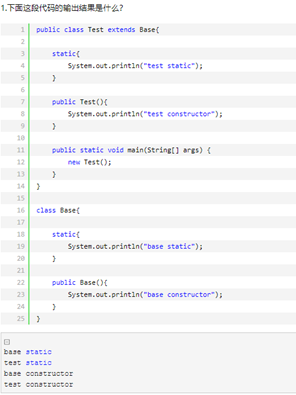 1.下面这段代码的输出结果是什么?
1 public class Test extends Base{
2
3 static{
4 System.out.println("test static");
5 }
6
7 public Test(){
8 System.out.println("test constructor");
9 }
10
11 public static void main(String[] args) {
12 new Test();
13 }
14 }
15
16 class Base{
17
18 static{
19 System.out.println("base static");
20 }
21
22 public Base(){
23 System.out.println("base constructor");
24 }
25 }
base static
test static
base constructor
test constructor